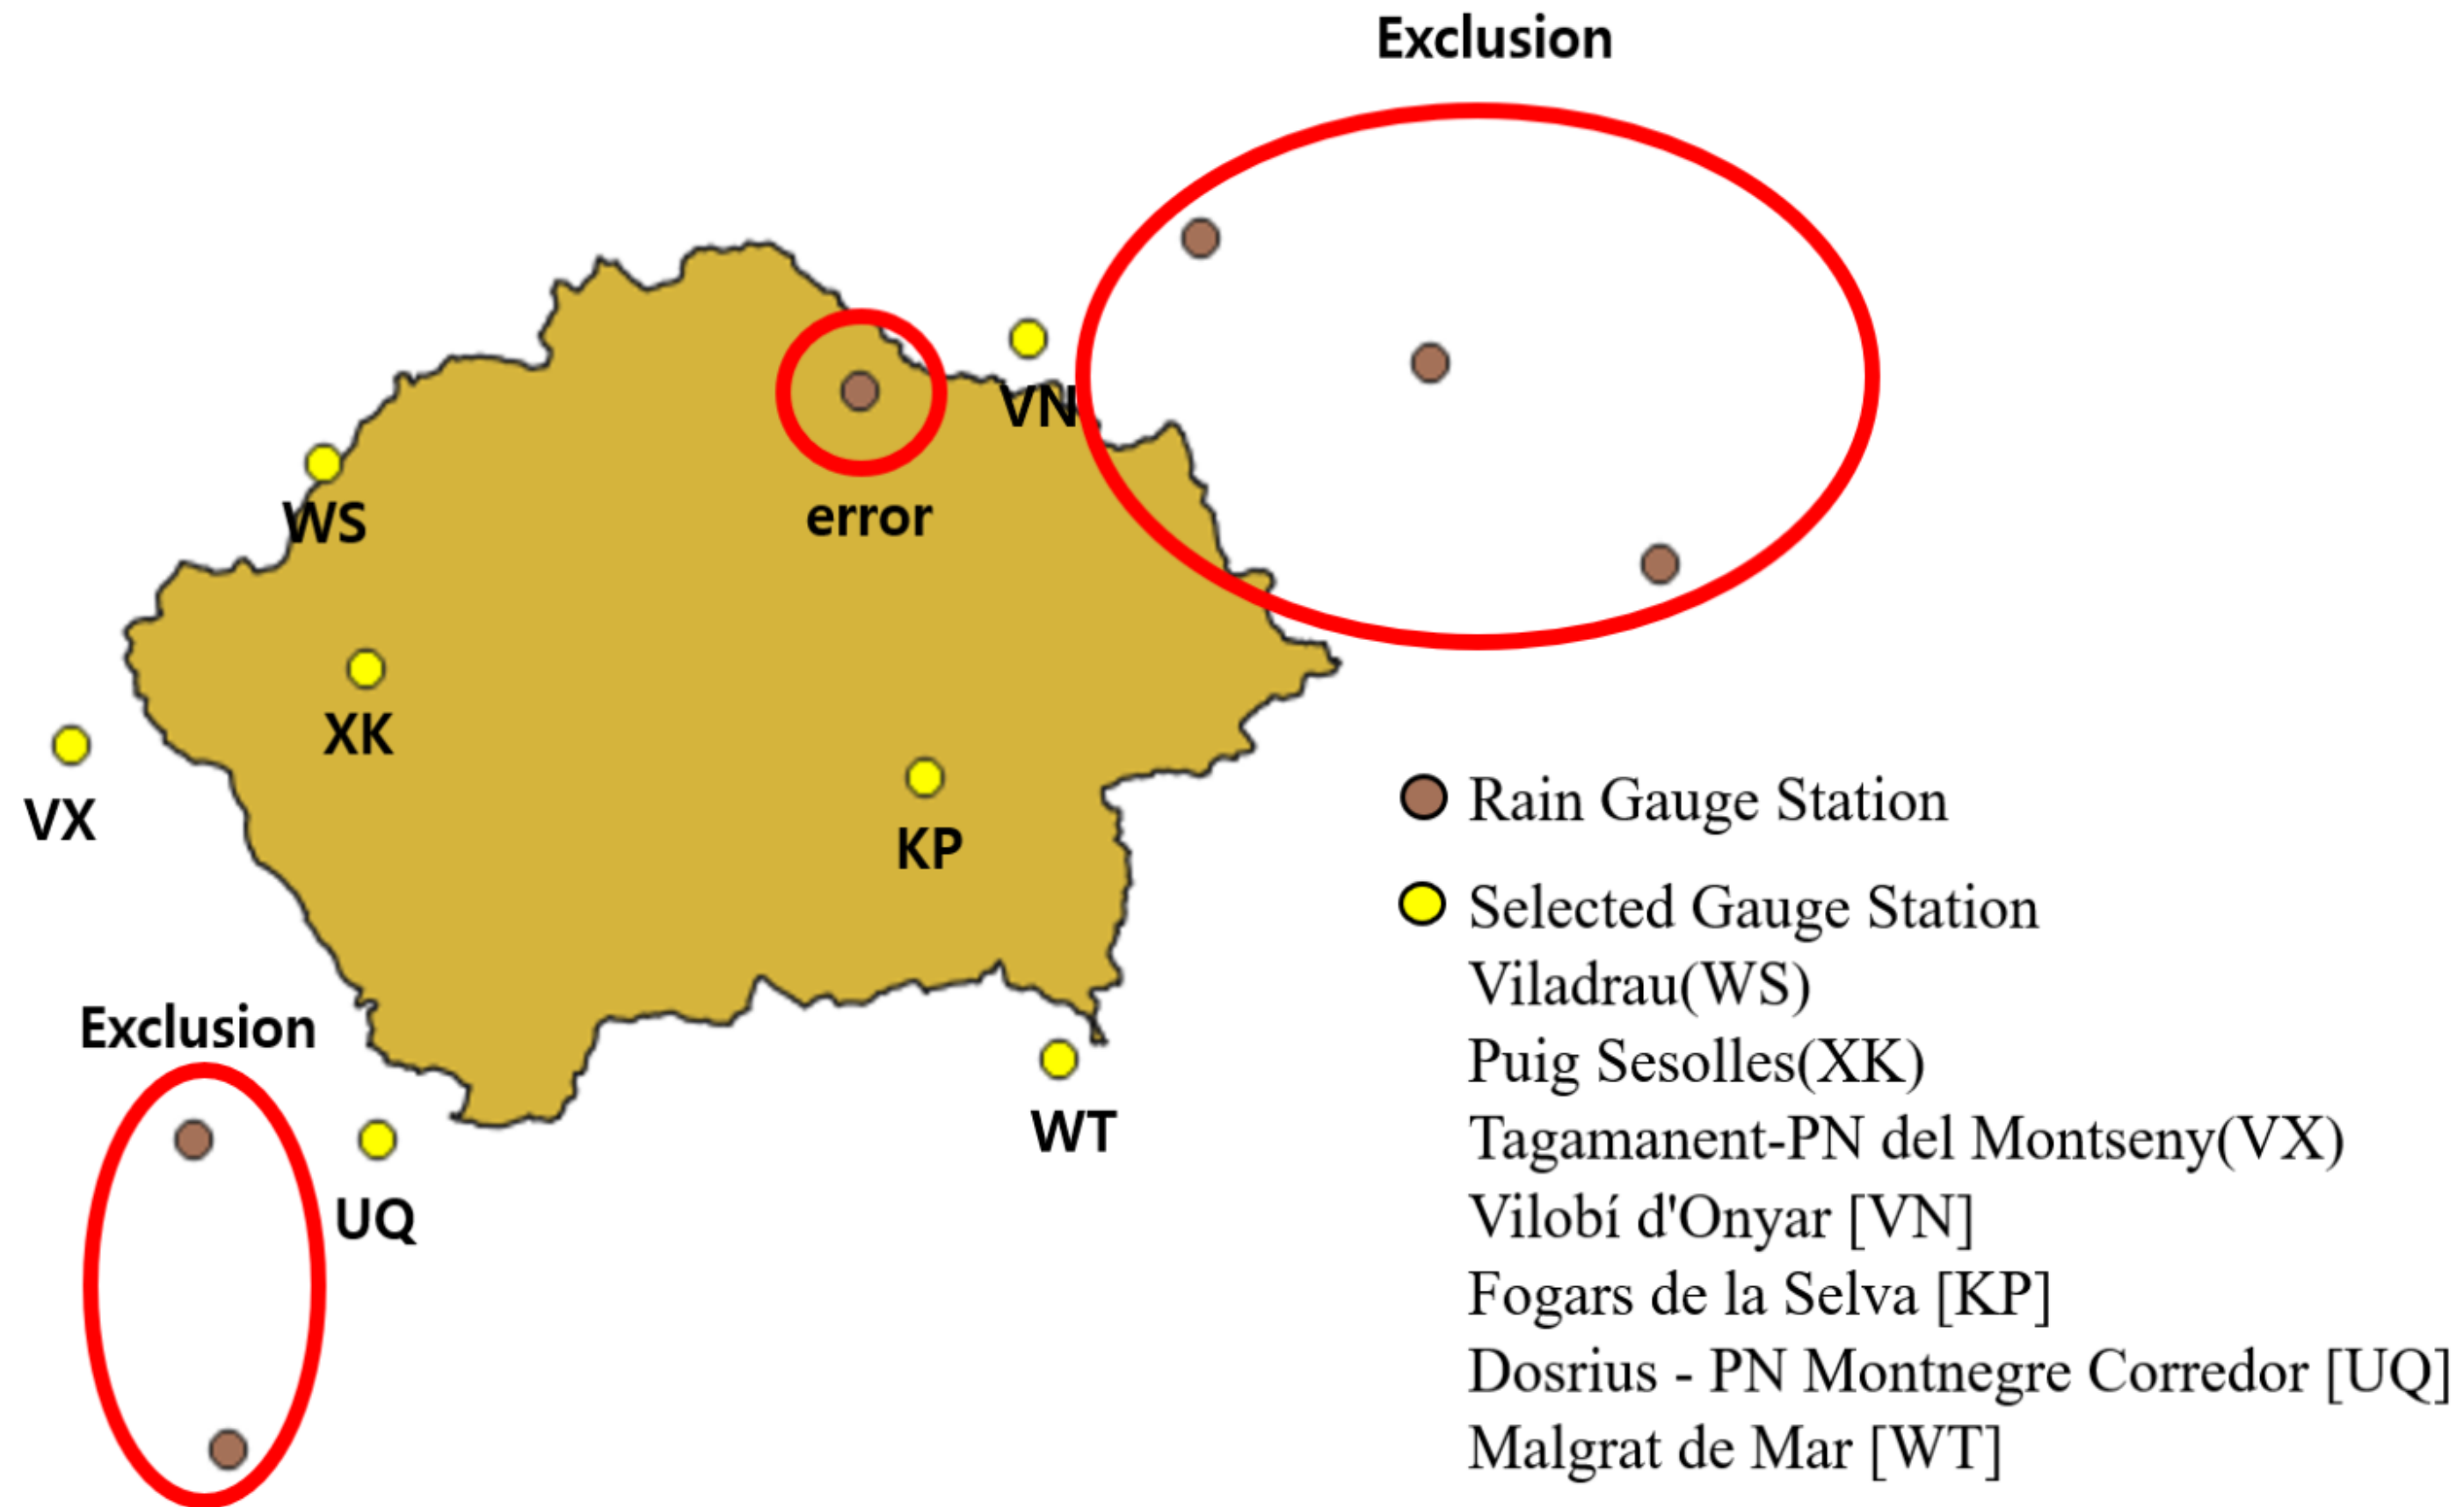 Exclusion
VN
WS
error
XK
VX
KP
Exclusion
WT
UQ
Rain Gauge Station
Selected Gauge Station
Viladrau(WS)
Puig Sesolles(XK)
Tagamanent-PN del Montseny(VX)
Vilobí d'Onyar [VN]
Fogars de la Selva [KP]
Dosrius - PN Montnegre Corredor [UQ]
Malgrat de Mar [WT]